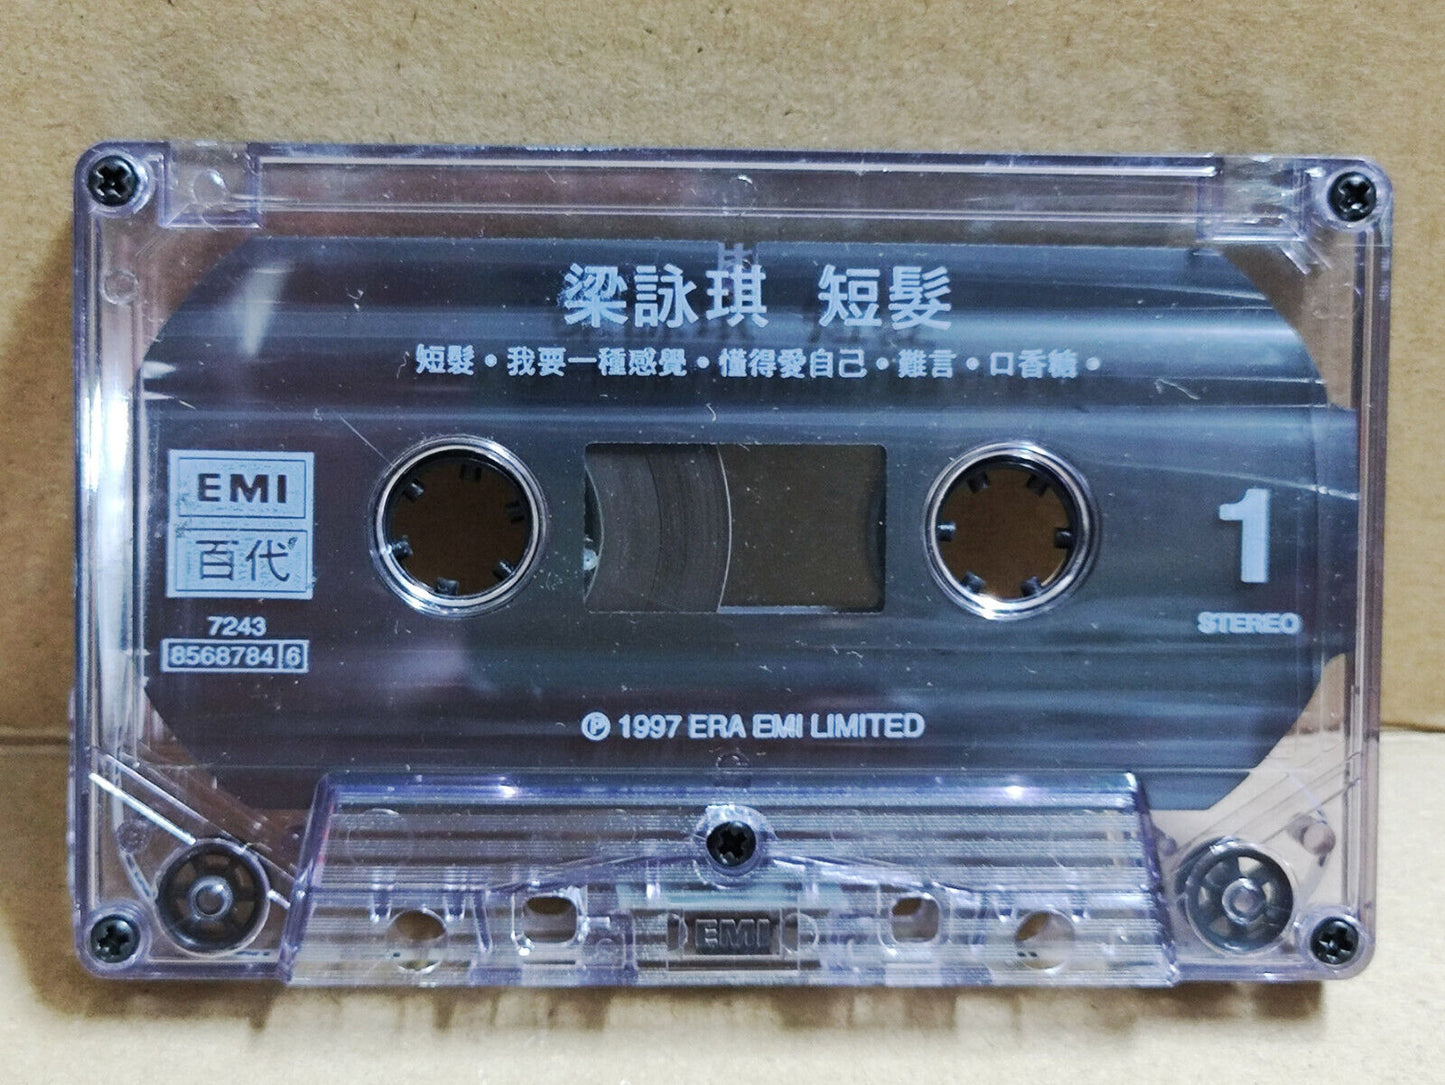 梁詠琪 短髮
短髮・我要一種感覺・懂得愛自己・難言・口香糖・
EMI
百代
7243
8568784 6
1
STEREO
Ⓟ 1997 ERA EMI LIMITED
EMI